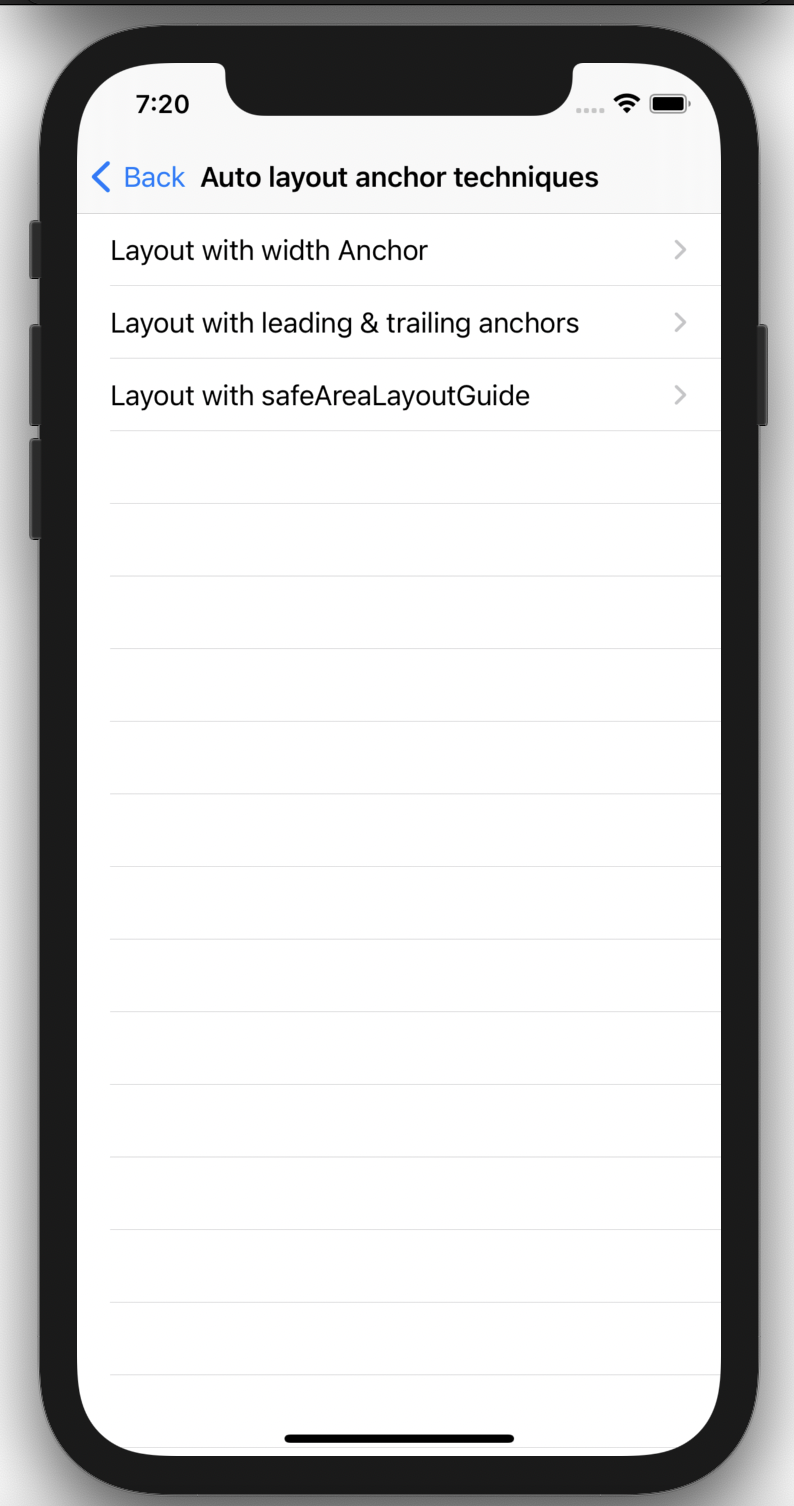 7:20
Back Auto layout anchor techniques
Layout with width Anchor
Layout with leading & trailing anchors
Layout with safeAreaLayoutGuide